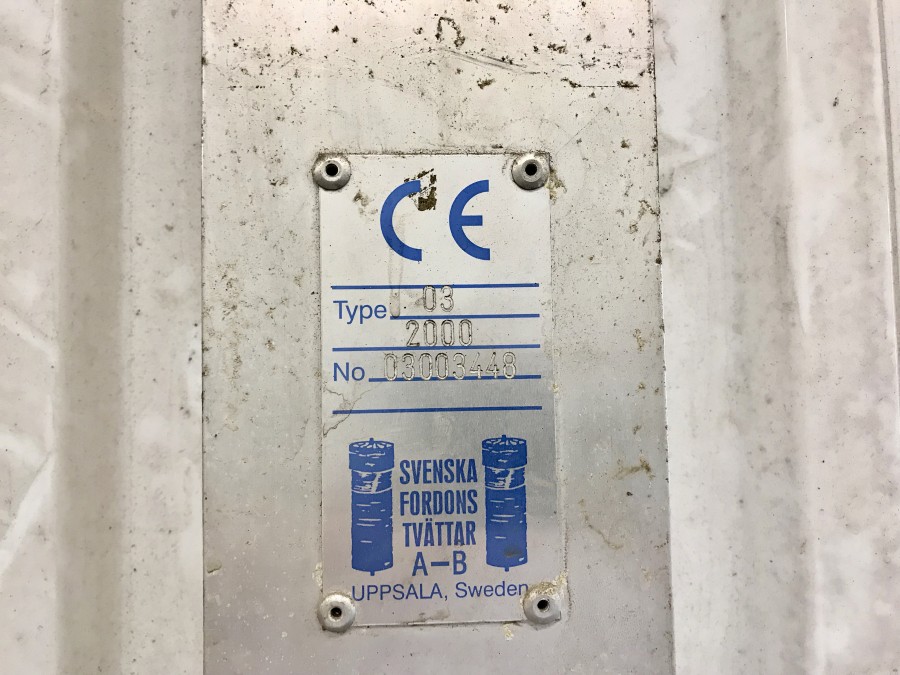 CE
Type 03
2000
No 03003448
SVENSKA
FORDONS
TVÄTTAR
A-B
UPPSALA, Sweden